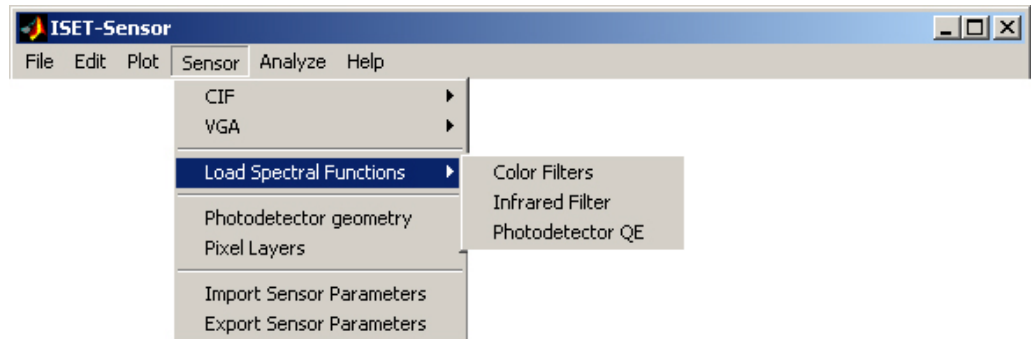 ISET-Sensor
File Edit Plot Sensor Analyze Help
CIF
VGA
Load Spectral Functions
Color Filters
Infrared Filter
Photodetector QE
Photodetector geometry
Pixel Layers
Import Sensor Parameters
Export Sensor Parameters